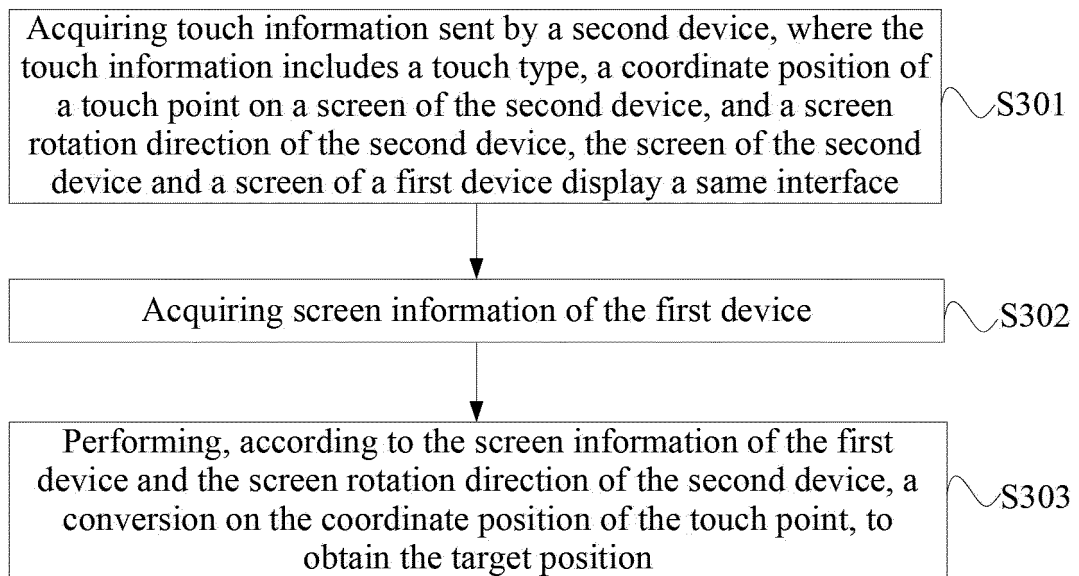 Acquiring touch information sent by a second device, where the
touch information includes a touch type, a coordinate position of
a touch point on a screen of the second device, and a screen
rotation direction of the second device, the screen of the second
device and a screen of a first device display a same interface
S301
Acquiring screen information of the first device
S302
Performing, according to the screen information of the first
device and the screen rotation direction of the second device, a
conversion on the coordinate position of the touch point, to
obtain the target position
S303